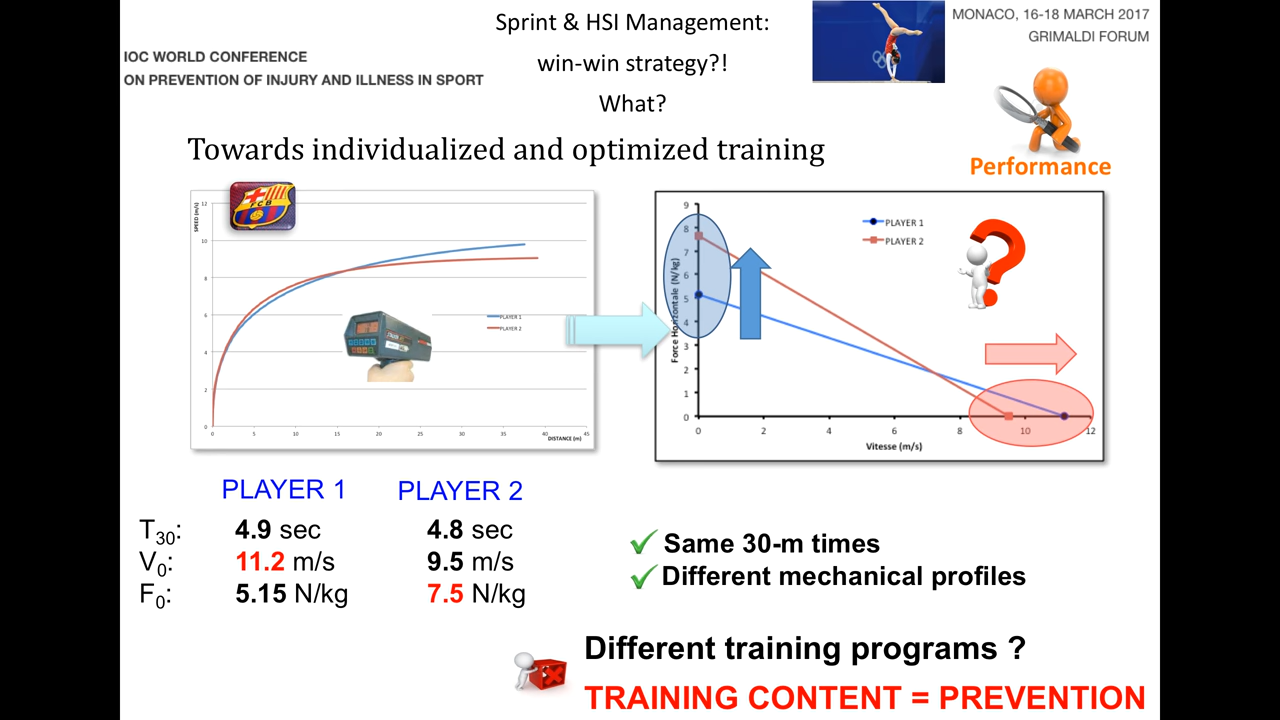 Sprint & HSI Management:
win-win strategy?!
What?
IOC WORLD CONFERENCE
ON PREVENTION OF INJURY AND ILLNESS IN SPORT
MONACO, 16-18 MARCH 2017
GRIMALDI FORUM
Performance
Towards individualized and optimized training
FCB
SPEED (m/s)
12
10
8
6
4
2
0
0 5 10 15 20 25 30 35 40 45
DISTANCE (m)
PLAYER 1
PLAYER 2
Force Horizontale (N/kg)
9
8
7
6
5
4
3
2
1
0
0 2 4 6 8 10 12
Vitesse (m/s)
PLAYER 1
PLAYER 2
PLAYER 1 PLAYER 2
T30: 4.9 sec 4.8 sec
V0: 11.2 m/s 9.5 m/s
F0: 5.15 N/kg 7.5 N/kg
Same 30-m times
Different mechanical profiles
Different training programs ?
TRAINING CONTENT = PREVENTION